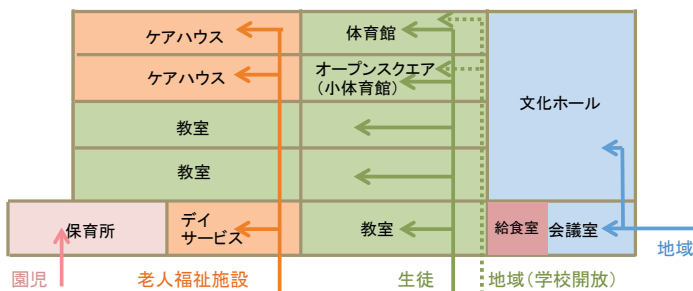 ケアハウス
体育館
ケアハウス
オープンスクエア
(小体育館)
文化ホール
教室
教室
保育所
デイ
サービス
教室
給食室
会議室
地域
園児
老人福祉施設
生徒
地域(学校開放)